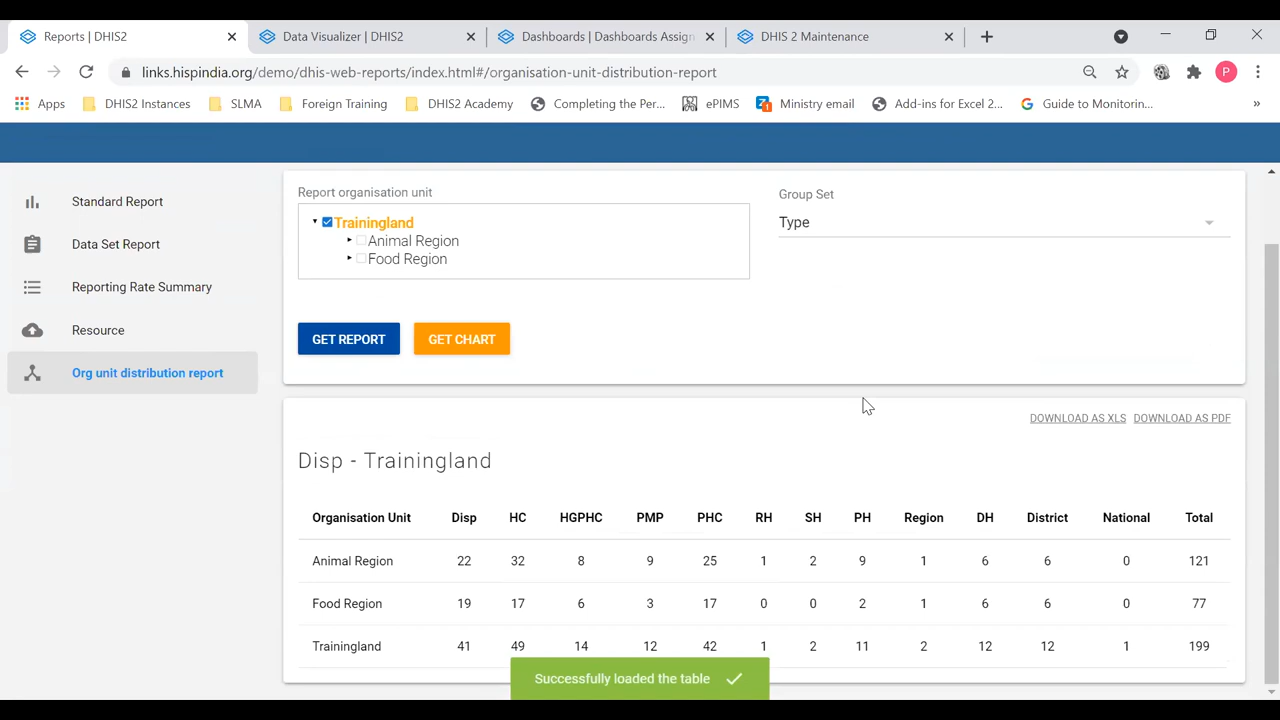 Reports | DHIS2
Data Visualizer | DHIS2
Dashboards | Dashboards Assign
DHIS 2 Maintenance
links.hispindia.org/demo/dhis-web-reports/index.html#/organisation-unit-distribution-report
P
Apps DHIS2 Instances SLMA Foreign Training DHIS2 Academy Completing the Per... ePIMS Ministry email Add-ins for Excel 2... Guide to Monitorin... »
Standard Report
Data Set Report
Reporting Rate Summary
Resource
Org unit distribution report
Report organisation unit
Trainingland
Animal Region
Food Region
Group Set
Type
GET REPORT GET CHART
DOWNLOAD AS XLS DOWNLOAD AS PDF
Disp - Trainingland
Organisation Unit Disp HC HGPHC PMP PHC RH SH PH Region DH District National Total
Animal Region 22 32 8 9 25 1 2 9 1 6 6 0 121
Food Region 19 17 6 3 17 0 0 2 1 6 6 0 77
Trainingland 41 49 14 12 42 1 2 11 2 12 12 1 199
Successfully loaded the table